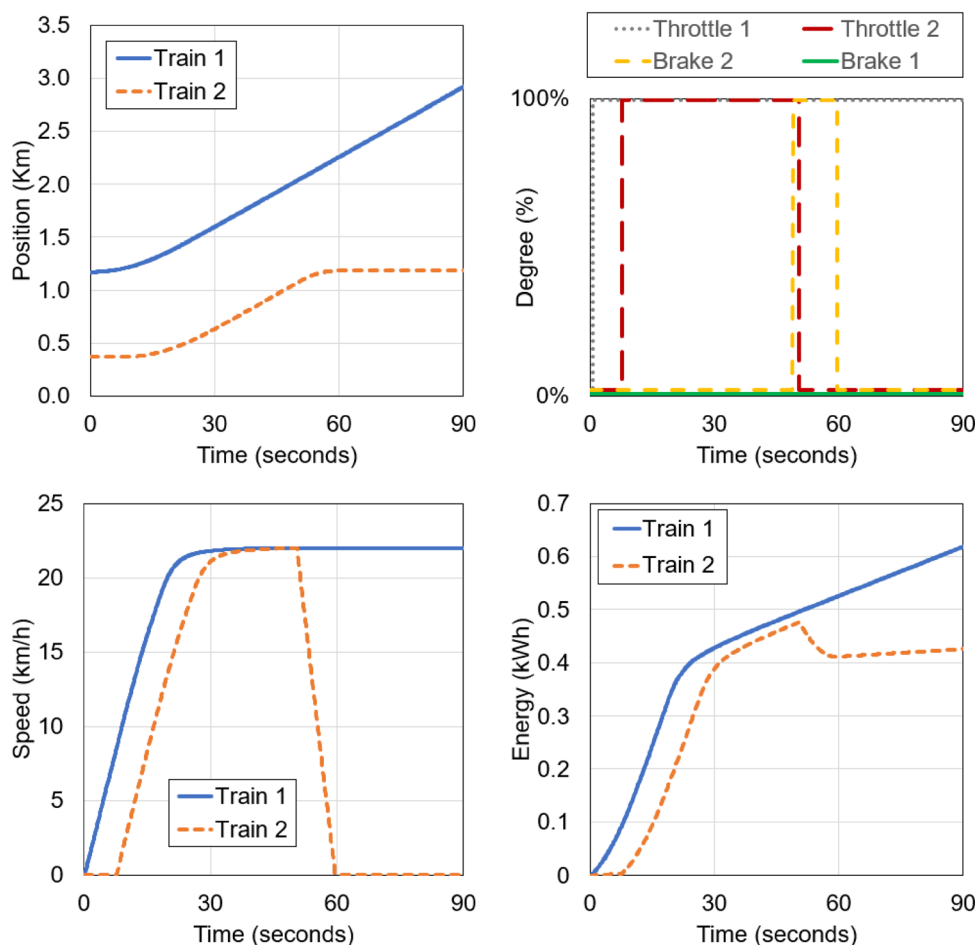 3.5
3.0
2.5
2.0
1.5
1.0
0.5
0.0
Position (Km)
Train 1
Train 2
0 30 60 90
Time (seconds)
Throttle 1 Throttle 2
Brake 2 Brake 1
100%
0%
Degree (%)
0 30 60 90
Time (seconds)
25
20
15
10
5
0
Speed (km/h)
Train 1
Train 2
0 30 60 90
Time (seconds)
0.7
0.6
0.5
0.4
0.3
0.2
0.1
0
Energy (kWh)
Train 1
Train 2
0 30 60 90
Time (seconds)